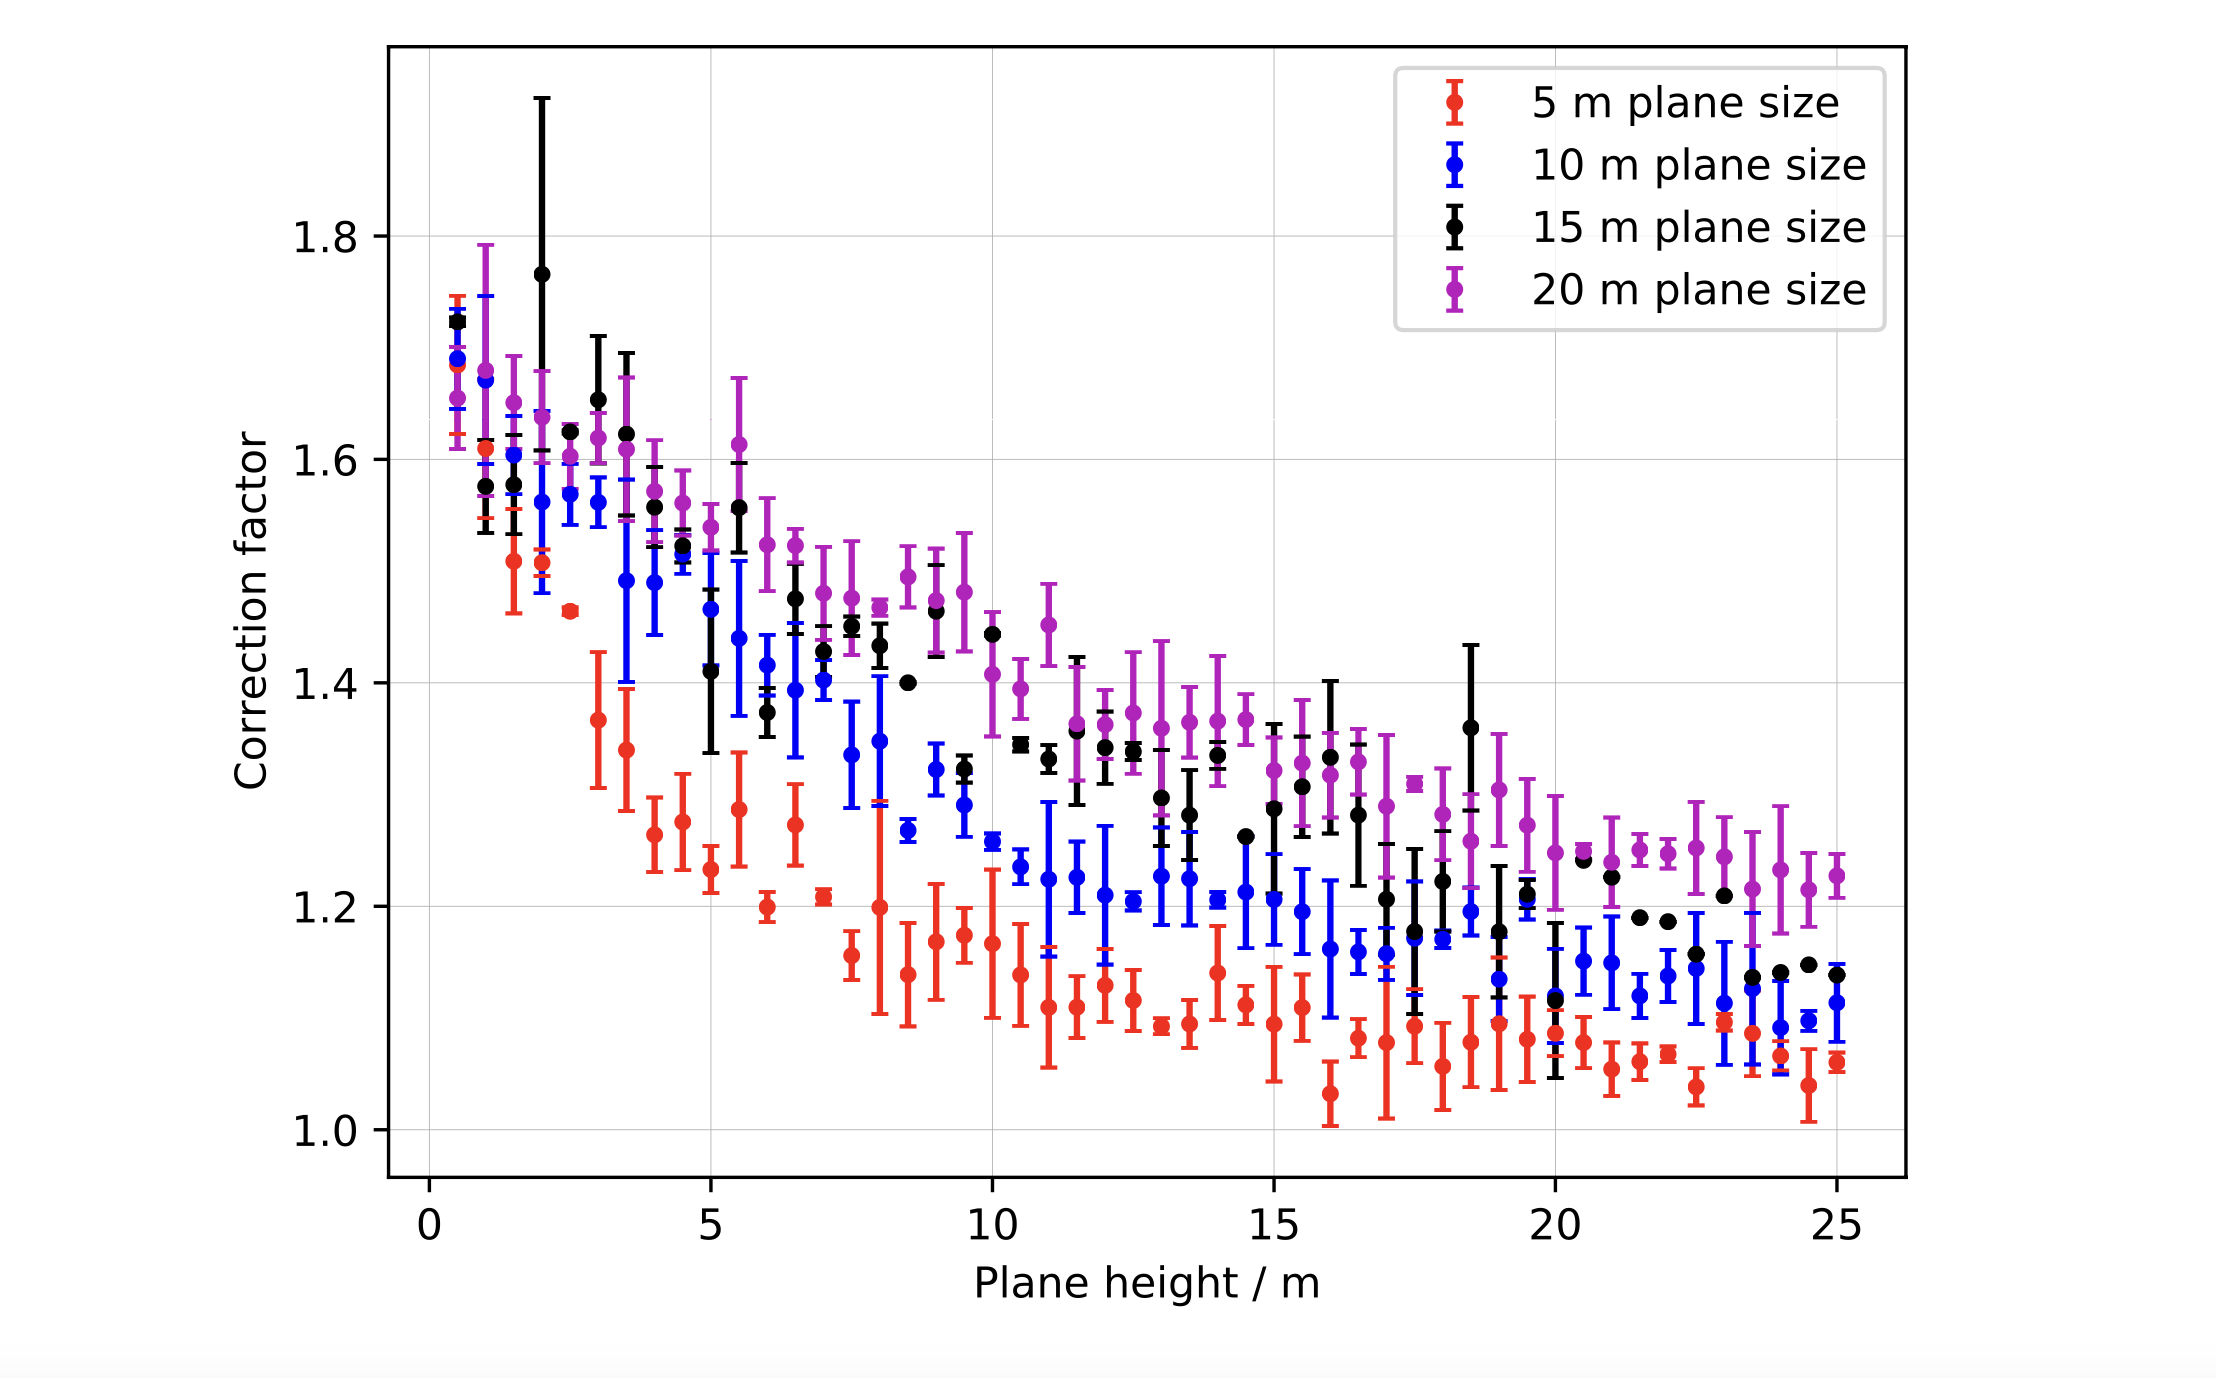 5 m plane size
10 m plane size
15 m plane size
20 m plane size
1.8
1.6
1.4
1.2
1.0
Correction factor
0 5 10 15 20 25
Plane height / m